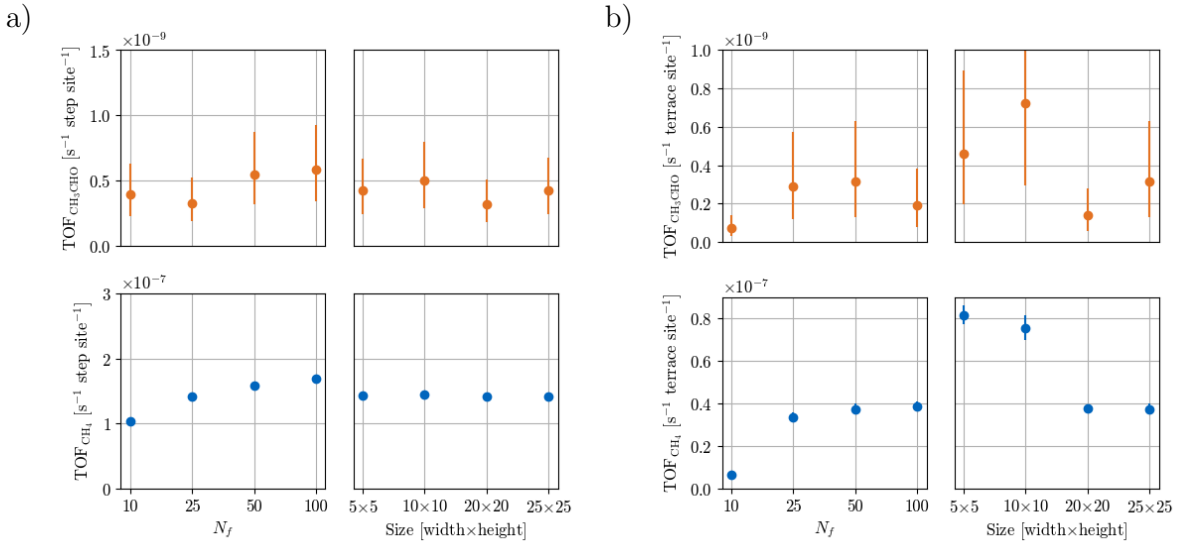 a)
×10⁻⁹
TOF_CH₃CHO [s⁻¹ step site⁻¹]
1.5
1.0
0.5
0.0
×10⁻⁷
TOF_CH₄ [s⁻¹ step site⁻¹]
3
2
1
0
10 25 50 100
N_f
5×5 10×10 20×20 25×25
Size [width×height]
b)
×10⁻⁹
TOF_CH₃CHO [s⁻¹ terrace site⁻¹]
1.0
0.8
0.6
0.4
0.2
0.0
×10⁻⁷
TOF_CH₄ [s⁻¹ terrace site⁻¹]
0.8
0.6
0.4
0.2
0.0
10 25 50 100
N_f
5×5 10×10 20×20 25×25
Size [width×height]